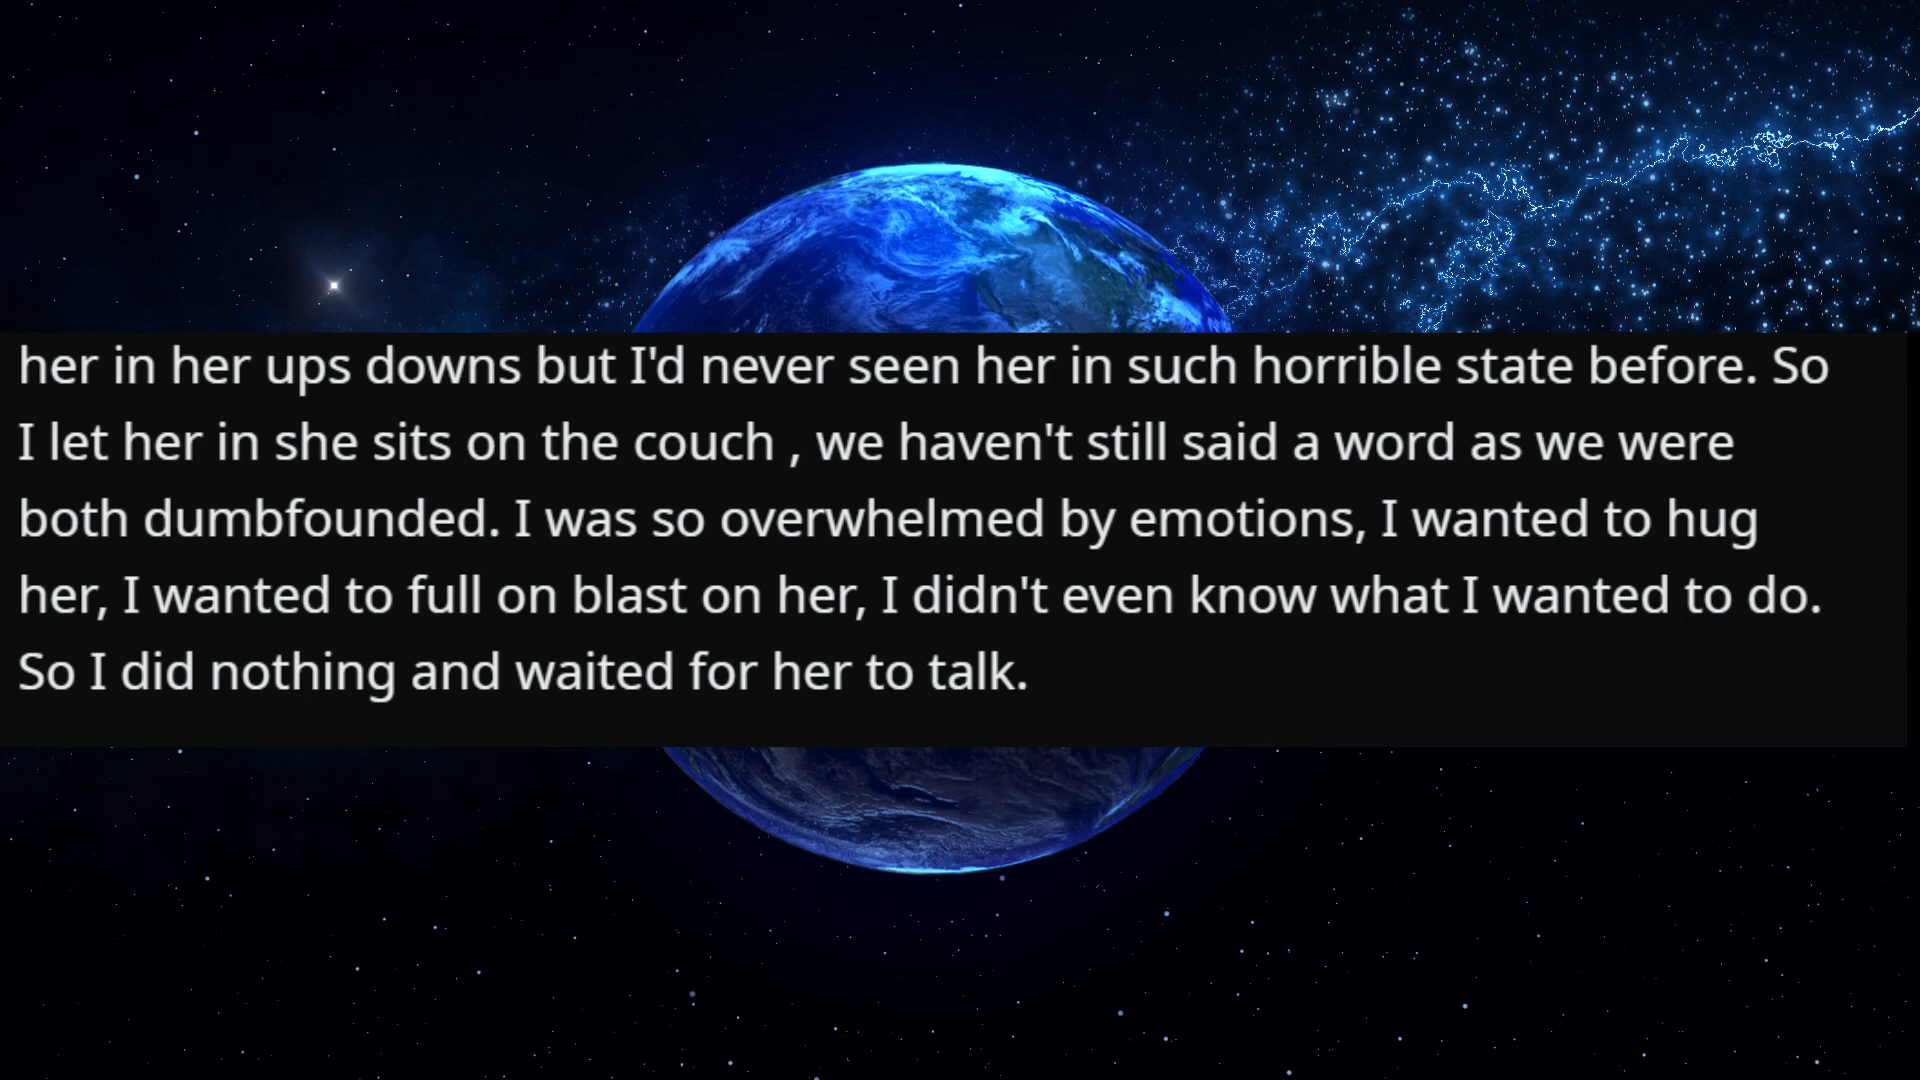 her in her ups downs but I'd never seen her in such horrible state before. So
I let her in she sits on the couch , we haven't still said a word as we were
both dumbfounded. I was so overwhelmed by emotions, I wanted to hug
her, I wanted to full on blast on her, I didn't even know what I wanted to do.
So I did nothing and waited for her to talk.